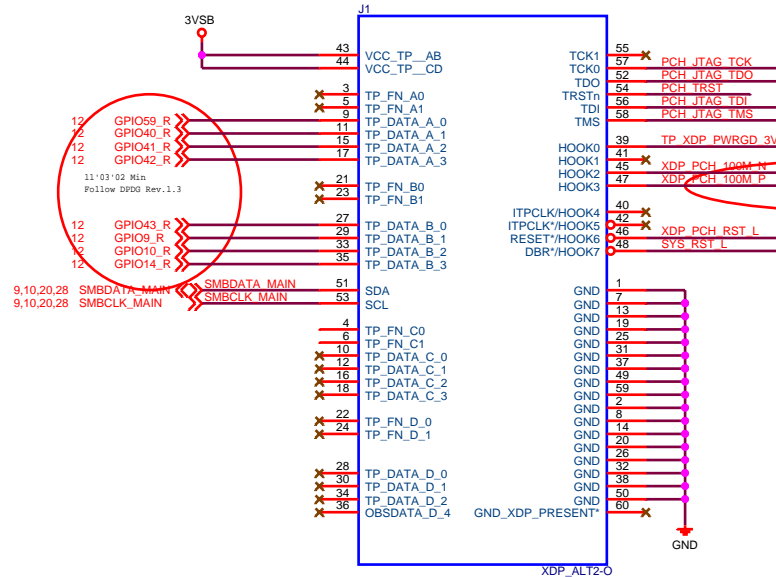 J1
3VSB
43 VCC_TP__AB TCK1 55
44 VCC_TP__CD TCK0 57 PCH_JTAG_TCK
TDO 52 PCH_JTAG_TDO
3 TP_FN_A0 TRSTn 54 PCH_TRST
5 TP_FN_A1 TDI 56 PCH_JTAG_TDI
12 GPIO59_R 9 TP_DATA_A_0 TMS 58 PCH_JTAG_TMS
12 GPIO40_R 11 TP_DATA_A_1
12 GPIO41_R 15 TP_DATA_A_2 HOOK0 39 TP_XDP_PWRGD_3V
12 GPIO42_R 17 TP_DATA_A_3 HOOK1 41
HOOK2 45 XDP_PCH_100M_N
11'03'02 Min
Follow DPDG Rev.1.3
21 TP_FN_B0 HOOK3 47 XDP_PCH_100M_P
23 TP_FN_B1
ITPCLK/HOOK4 40
12 GPIO43_R 27 TP_DATA_B_0 ITPCLK*/HOOK5 42
12 GPIO9_R 29 TP_DATA_B_1 RESET*/HOOK6 46 XDP_PCH_RST_L
12 GPIO10_R 33 TP_DATA_B_2 DBR*/HOOK7 48 SYS_RST_L
12 GPIO14_R 35 TP_DATA_B_3
9,10,20,28 SMBDATA_MAIN SMBDATA_MAIN 51 SDA GND 1
9,10,20,28 SMBCLK_MAIN SMBCLK_MAIN 53 SCL GND 7
GND 13
4 TP_FN_C0 GND 19
6 TP_FN_C1 GND 25
10 TP_DATA_C_0 GND 31
12 TP_DATA_C_1 GND 37
16 TP_DATA_C_2 GND 49
18 TP_DATA_C_3 GND 59
GND 2
22 TP_FN_D_0 GND 8
24 TP_FN_D_1 GND 14
GND 20
GND 26
28 TP_DATA_D_0 GND 32
30 TP_DATA_D_1 GND 38
34 TP_DATA_D_2 GND 50
36 OBSDATA_D_4 GND_XDP_PRESENT* 60
GND
XDP_ALT2-O